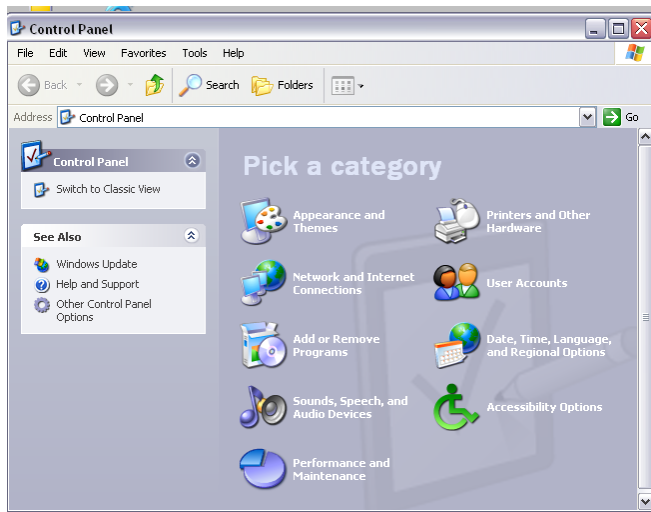 Control Panel
File Edit View Favorites Tools Help
Back Search Folders
Address Control Panel Go
Control Panel
Switch to Classic View
See Also
Windows Update
Help and Support
Other Control Panel
Options
Pick a category
Appearance and
Themes
Printers and Other
Hardware
Network and Internet
Connections
User Accounts
Add or Remove
Programs
Date, Time, Language,
and Regional Options
Sounds, Speech, and
Audio Devices
Accessibility Options
Performance and
Maintenance